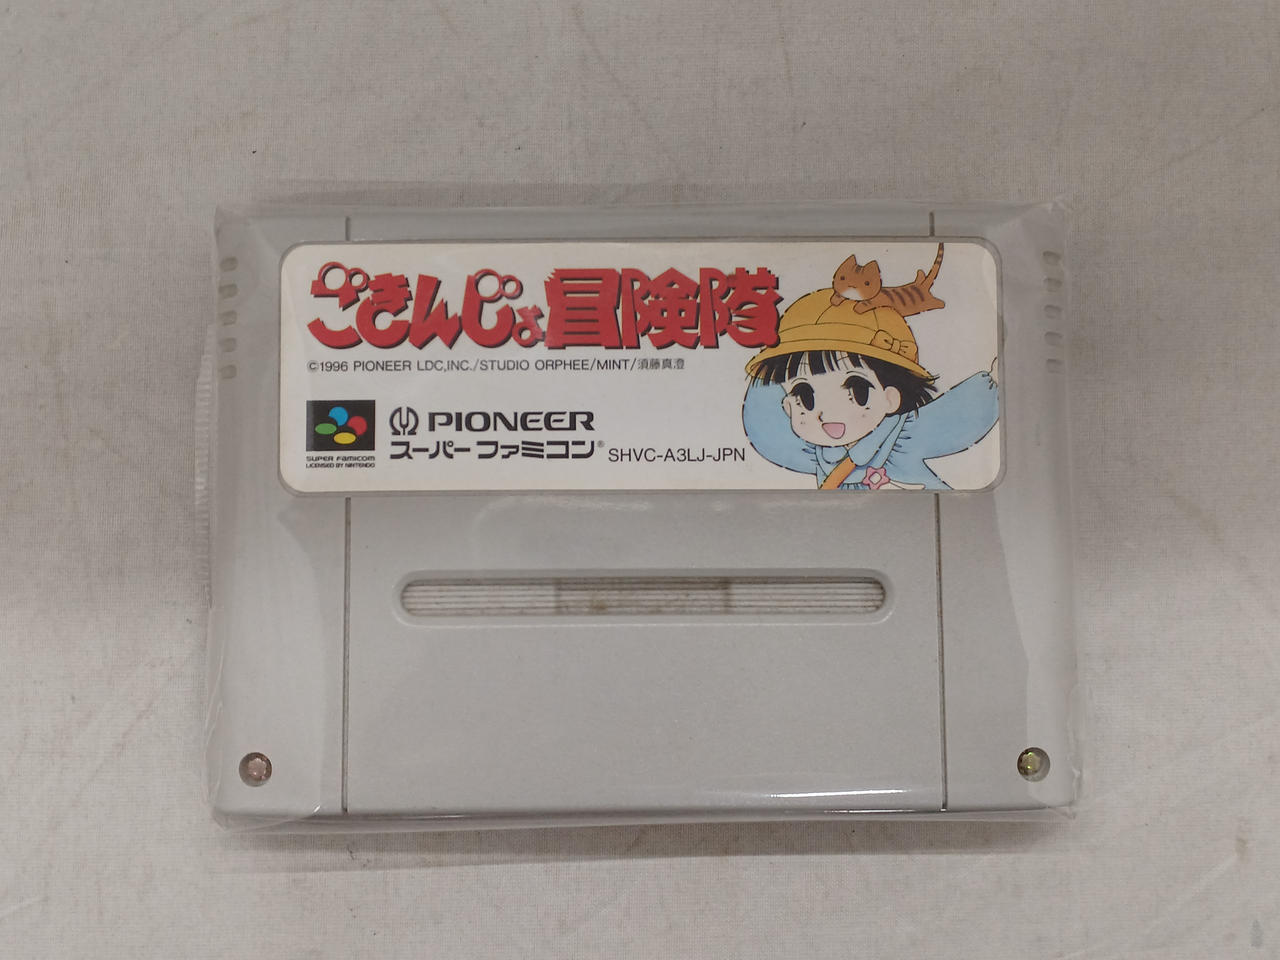 ごきんじょ冒険隊
©1996 PIONEER LDC,INC./STUDIO ORPHEE/MINT/須藤真澄
SUPER FAMICOM
LICENSED BY NINTENDO
PIONEER
スーパーファミコン® SHVC-A3LJ-JPN